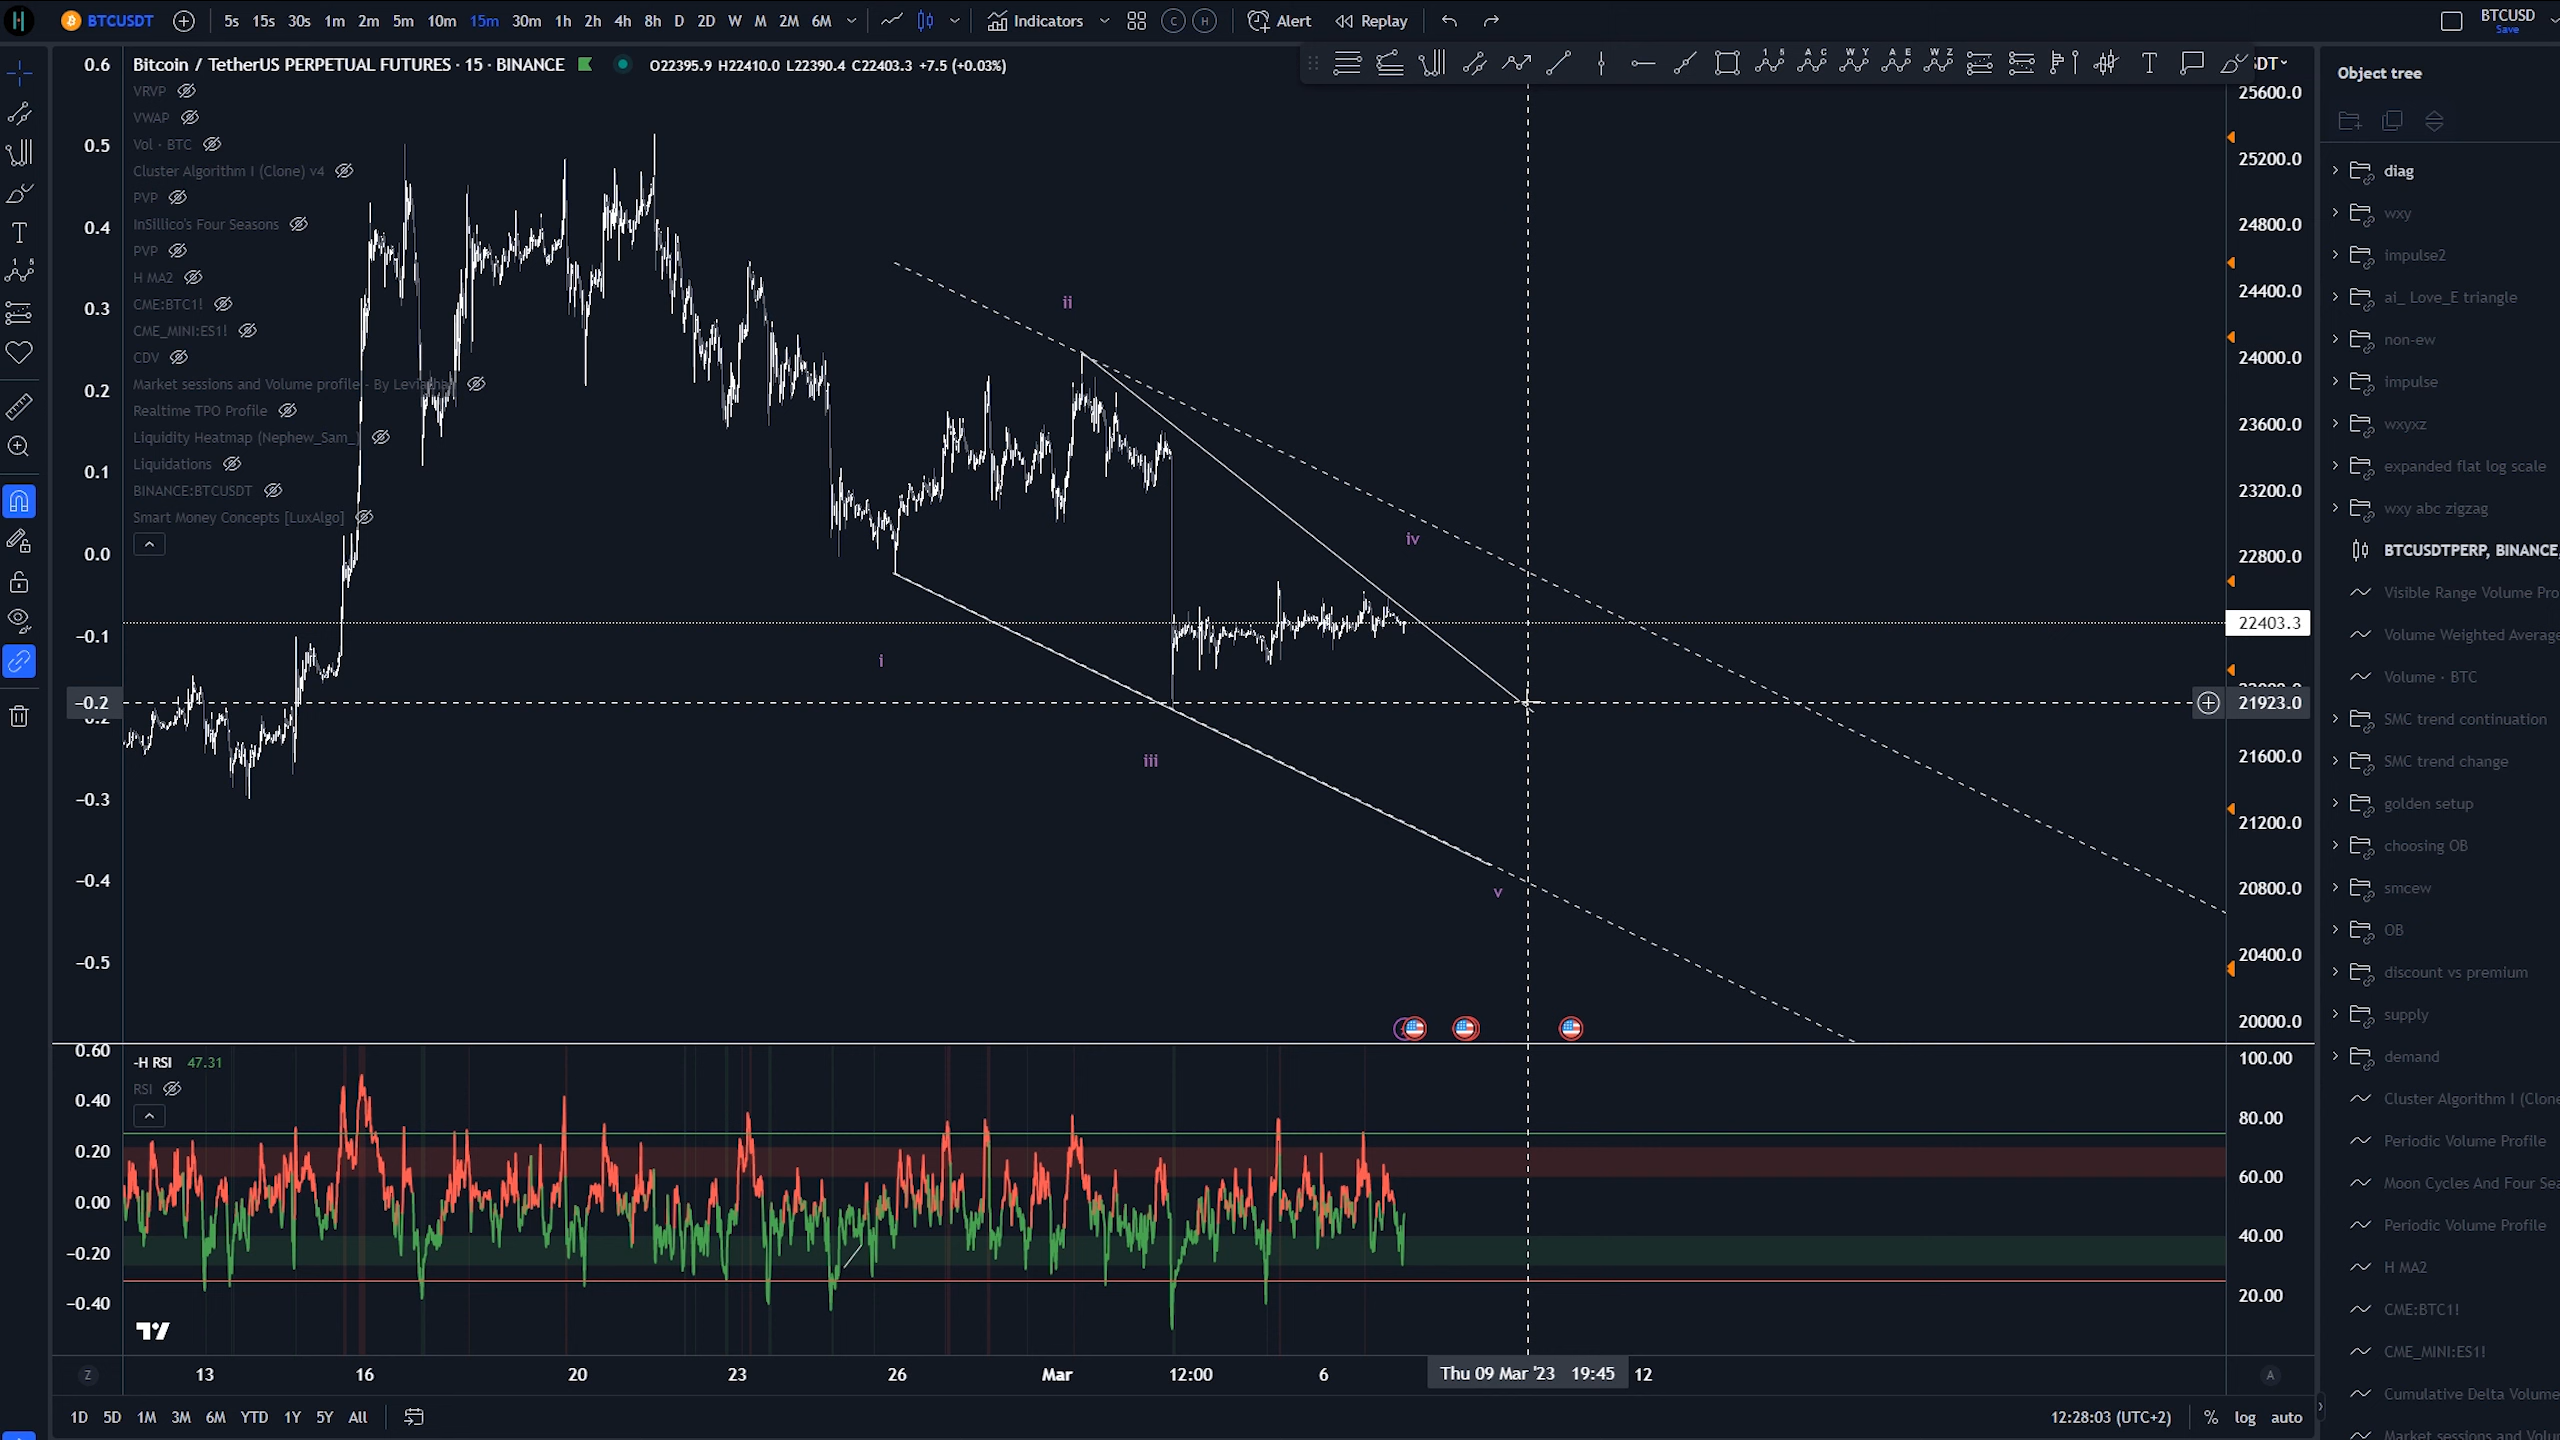 BTCUSDT 5s 15s 30s 1m 2m 5m 10m 15m 30m 1h 2h 4h 8h D 2D W M 2M 6M Indicators C H Alert Replay BTCUSD
Save
Bitcoin / TetherUS PERPETUAL FUTURES · 15 · BINANCE O22395.9 H22410.0 L22390.4 C22403.3 +7.5 (+0.03%)
VRVP
VWAP
Vol · BTC
Cluster Algorithm I (Clone) v4
PVP
InSillico's Four Seasons
PVP
H MA2
CME:BTC1!
CME_MINI:ES1!
CDV
Market sessions and Volume profile - By Leviathan
Realtime TPO Profile
Liquidity Heatmap (Nephew_Sam_)
Liquidations
BINANCE:BTCUSDT
Smart Money Concepts [LuxAlgo]
0.6
0.5
0.4
0.3
0.2
0.1
0.0
−0.1
−0.2
−0.3
−0.4
−0.5
i
ii
iii
iv
v
25600.0
25200.0
24800.0
24400.0
24000.0
23600.0
23200.0
22800.0
22403.3
21923.0
21600.0
21200.0
20800.0
20400.0
20000.0
-H RSI 47.31
RSI
0.60
0.40
0.20
0.00
−0.20
−0.40
100.00
80.00
60.00
40.00
20.00
Z 13 16 20 23 26 Mar 12:00 6 Thu 09 Mar '23 19:45 12 A
1D 5D 1M 3M 6M YTD 1Y 5Y All 12:28:03 (UTC+2) % log auto
Object tree
diag
wxy
impulse2
ai_ Love_E triangle
non-ew
impulse
wxyxz
expanded flat log scale
wxy abc zigzag
BTCUSDTPERP, BINANCE,
Visible Range Volume Pro
Volume Weighted Average
Volume · BTC
SMC trend continuation
SMC trend change
golden setup
choosing OB
smcew
OB
discount vs premium
supply
demand
Cluster Algorithm I (Clone
Periodic Volume Profile
Moon Cycles And Four Sea
Periodic Volume Profile
H MA2
CME:BTC1!
CME_MINI:ES1!
Cumulative Delta Volume
Market sessions and Volu